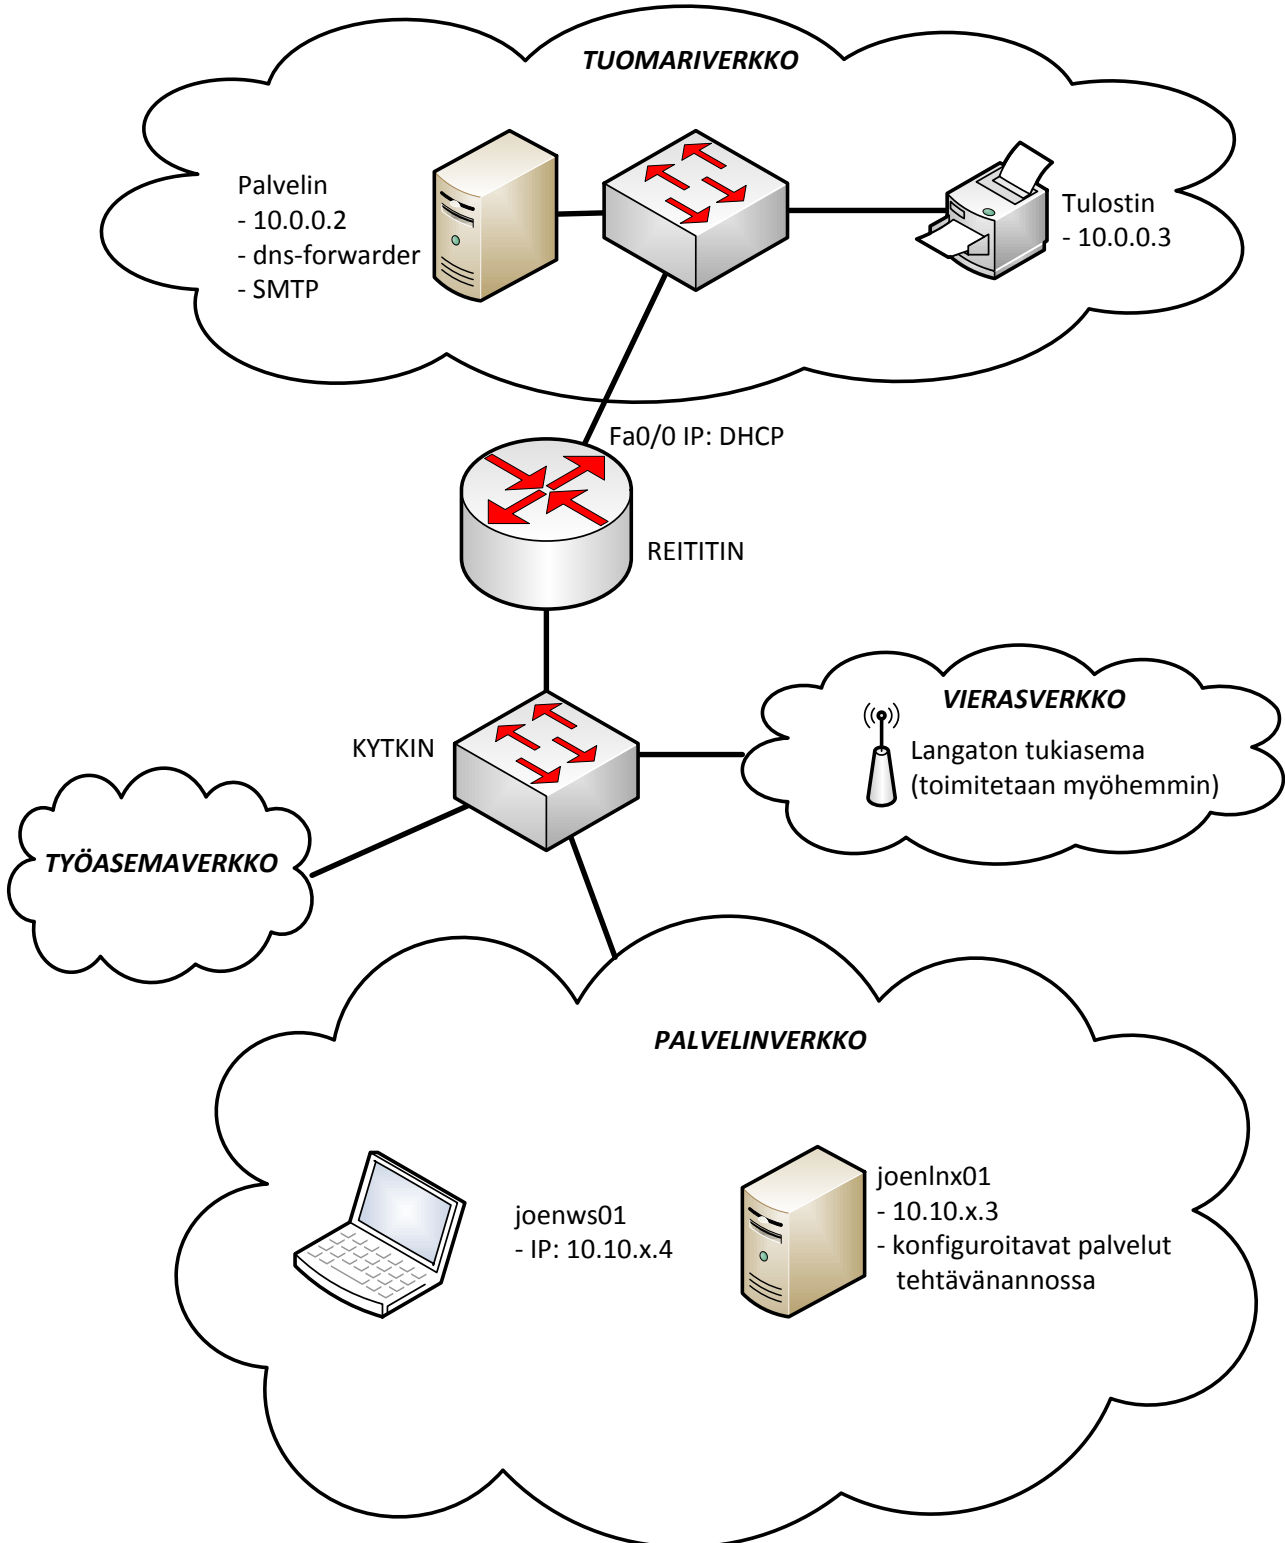 TUOMARIVERKKO
Palvelin
- 10.0.0.2
- dns-forwarder
- SMTP
Tulostin
- 10.0.0.3
Fa0/0 IP: DHCP
REITITIN
VIERASVERKKO
Langaton tukiasema
(toimitetaan myöhemmin)
KYTKIN
TYÖASEMAVERKKO
PALVELINVERKKO
joenws01
- IP: 10.10.x.4
joenlnx01
- 10.10.x.3
- konfiguroitavat palvelut
tehtävänannossa